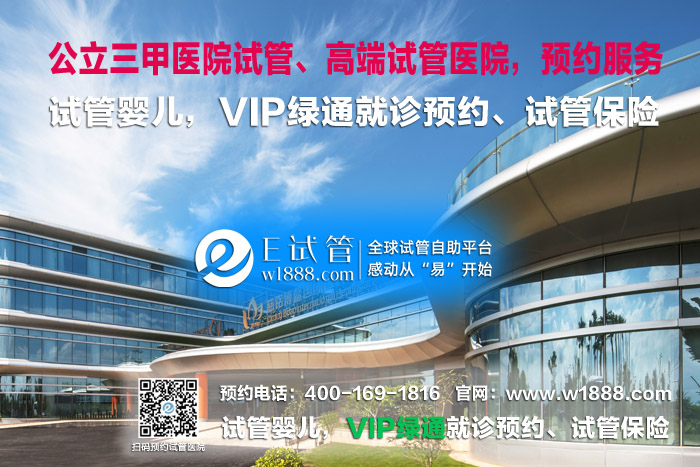 公立三甲医院试管、高端试管医院，预约服务
试管婴儿，VIP绿通就诊预约、试管保险
E试管
w1888.com
全球试管自助平台
感动从“易”开始
预约电话：400-169-1816 官网：www.w1888.com
扫码预约试管医院
试管婴儿，VIP绿通就诊预约、试管保险